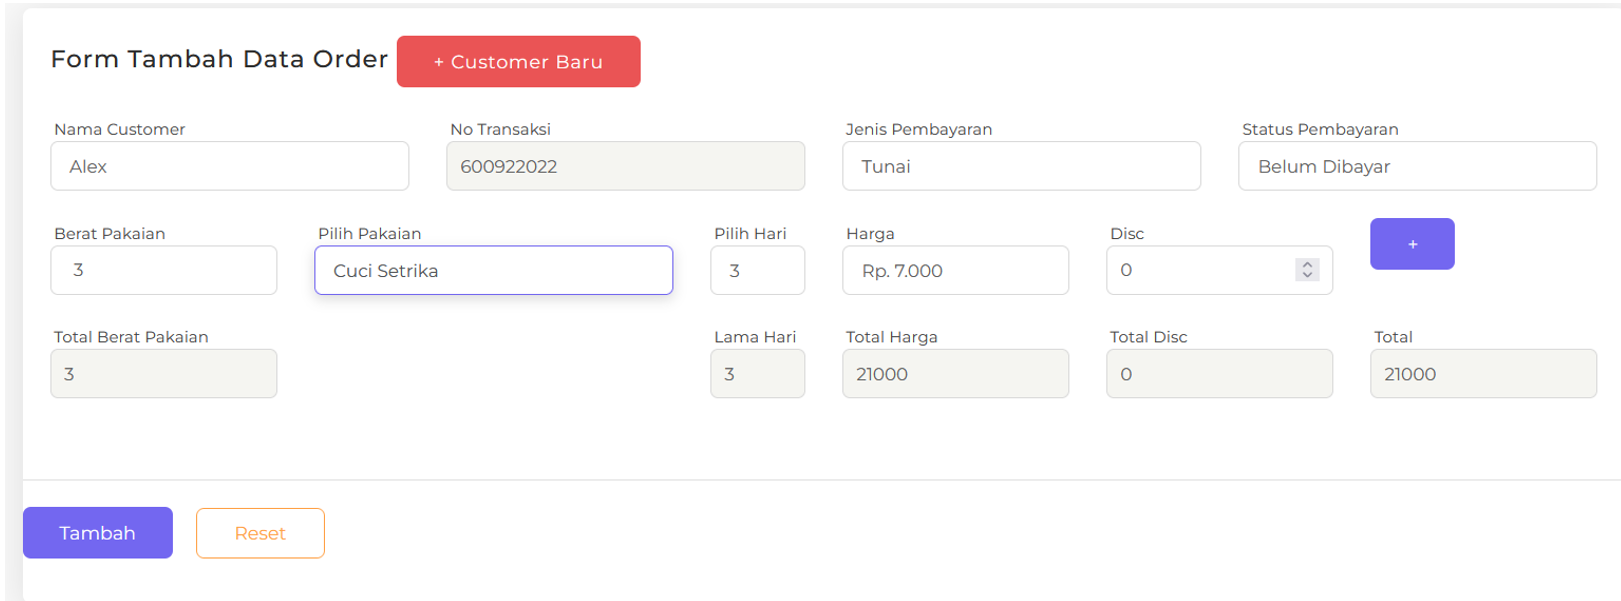 Form Tambah Data Order + Customer Baru
Nama Customer No Transaksi Jenis Pembayaran Status Pembayaran
Alex 600922022 Tunai Belum Dibayar
Berat Pakaian Pilih Pakaian Pilih Hari Harga Disc
3 Cuci Setrika 3 Rp. 7.000 0 +
Total Berat Pakaian Lama Hari Total Harga Total Disc Total
3 3 21000 0 21000
Tambah Reset